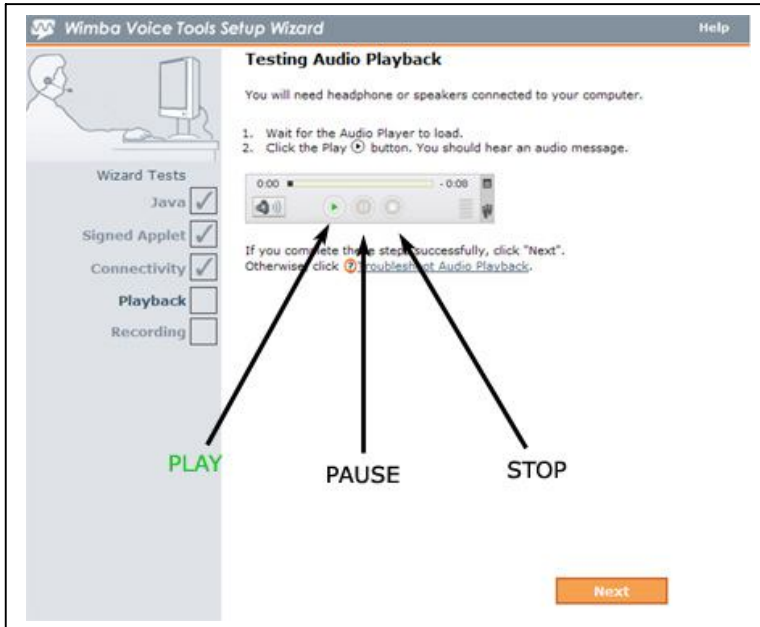 Wimba Voice Tools Setup Wizard
Help
Testing Audio Playback
You will need headphone or speakers connected to your computer.
1. Wait for the Audio Player to load.
2. Click the Play button. You should hear an audio message.
0:00
- 0:08
If you complete these steps successfully, click "Next".
Otherwise, click ? Troubleshoot Audio Playback.
Wizard Tests
Java
Signed Applet
Connectivity
Playback
Recording
PLAY
PAUSE
STOP
Next